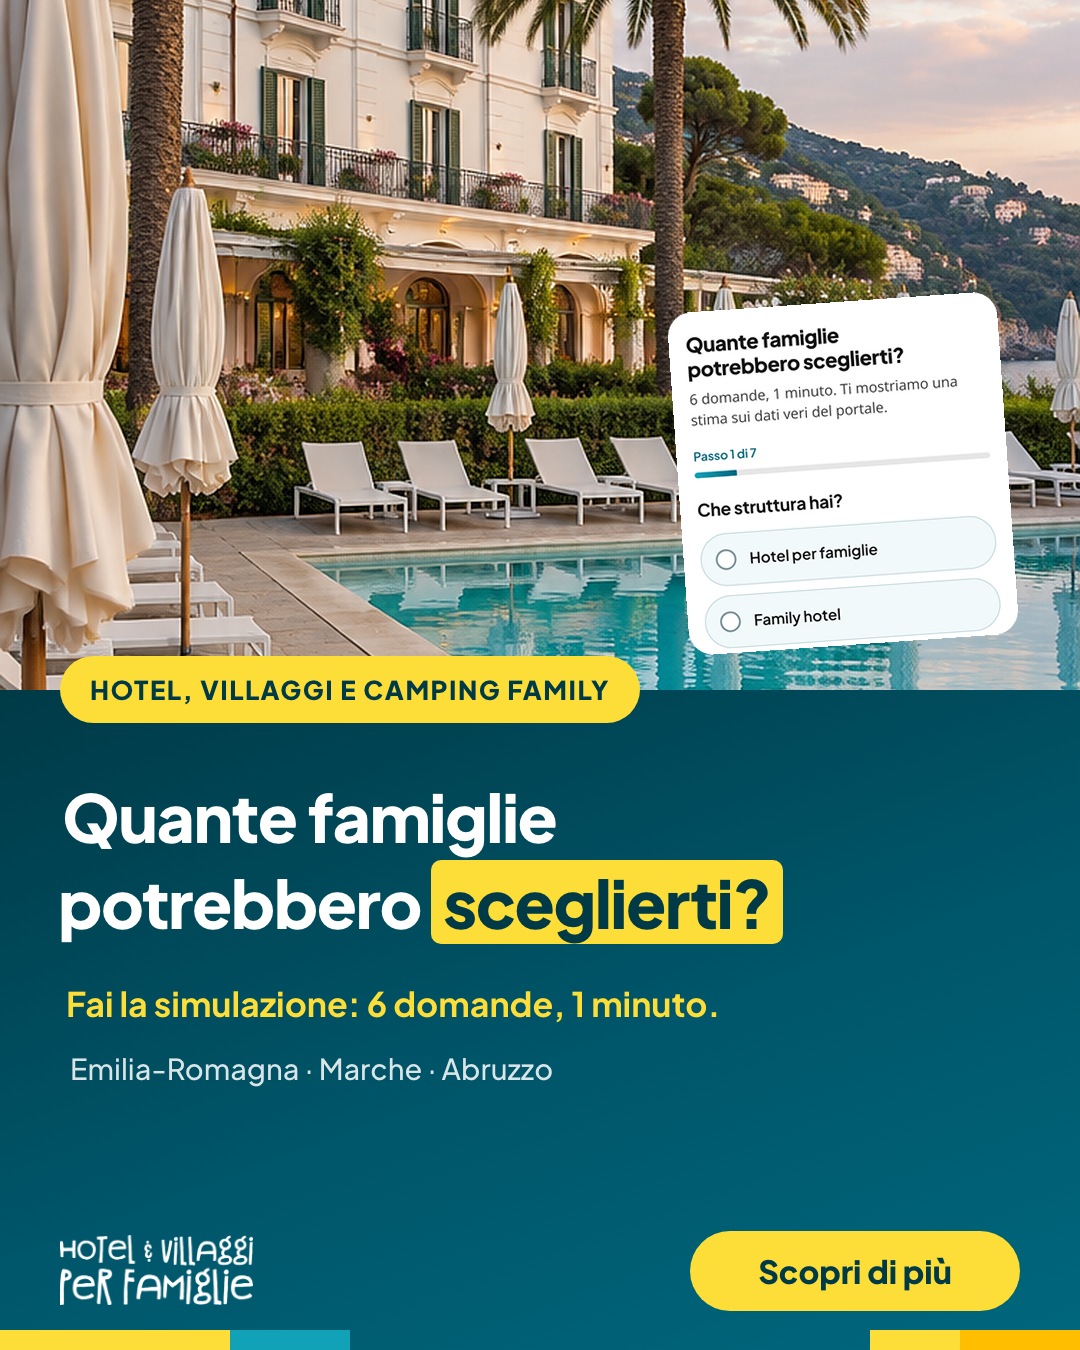 Quante famiglie
potrebbero sceglierti?
6 domande, 1 minuto. Ti mostriamo una
stima sui dati veri del portale.
Passo 1 di 7
Che struttura hai?
Hotel per famiglie
Family hotel
HOTEL, VILLAGGI E CAMPING FAMILY
Quante famiglie
potrebbero sceglierti?
Fai la simulazione: 6 domande, 1 minuto.
Emilia-Romagna · Marche · Abruzzo
HoTel & VillAggi
PeR FAmiglie
Scopri di più